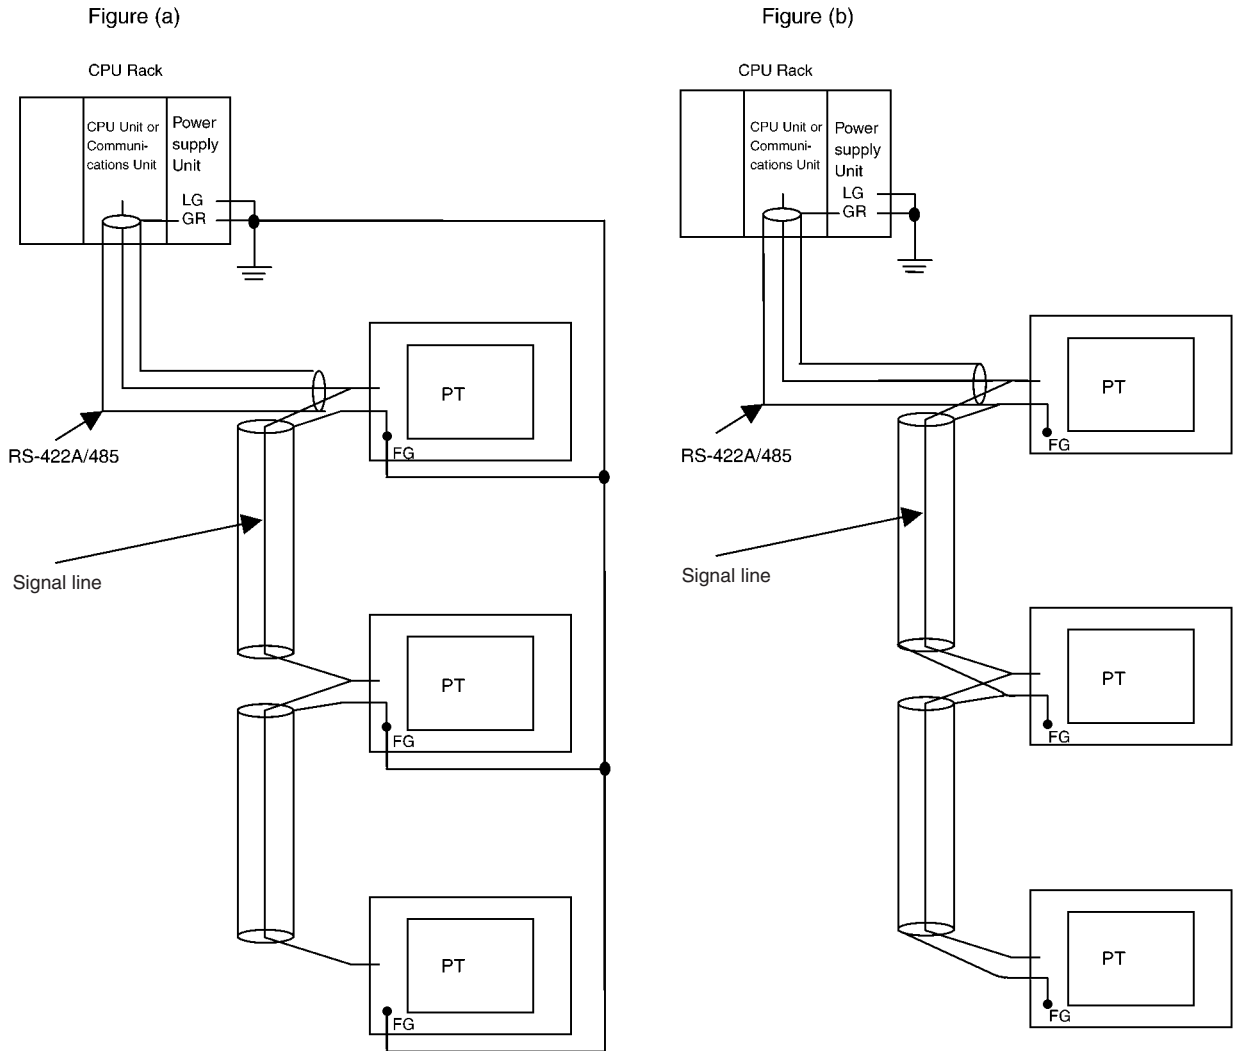 Figure (a)
CPU Rack
CPU Unit or
Communi-
cations Unit
Power
supply
Unit
LG
GR
PT
FG
RS-422A/485
Signal line
PT
FG
PT
FG
Figure (b)
CPU Rack
CPU Unit or
Communi-
cations Unit
Power
supply
Unit
LG
GR
PT
FG
RS-422A/485
Signal line
PT
FG
PT
FG